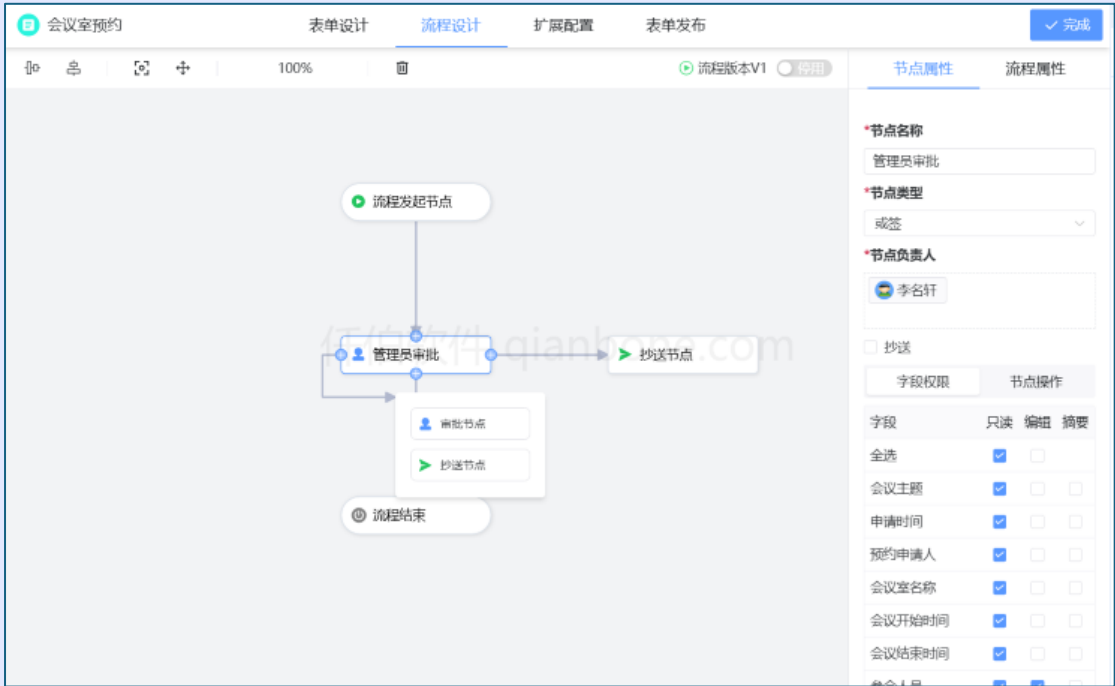 会议室预约
表单设计 流程设计 扩展配置 表单发布
完成
100%
流程版本V1 停用
节点属性 流程属性
流程发起节点
管理员审批
抄送节点
审批节点
抄送节点
流程结束
qianbone.com
*节点名称
管理员审批
*节点类型
或签
*节点负责人
李名轩
抄送
字段权限 节点操作
字段 只读 编辑 摘要
全选
会议主题
申请时间
预约申请人
会议室名称
会议开始时间
会议结束时间
参会人员